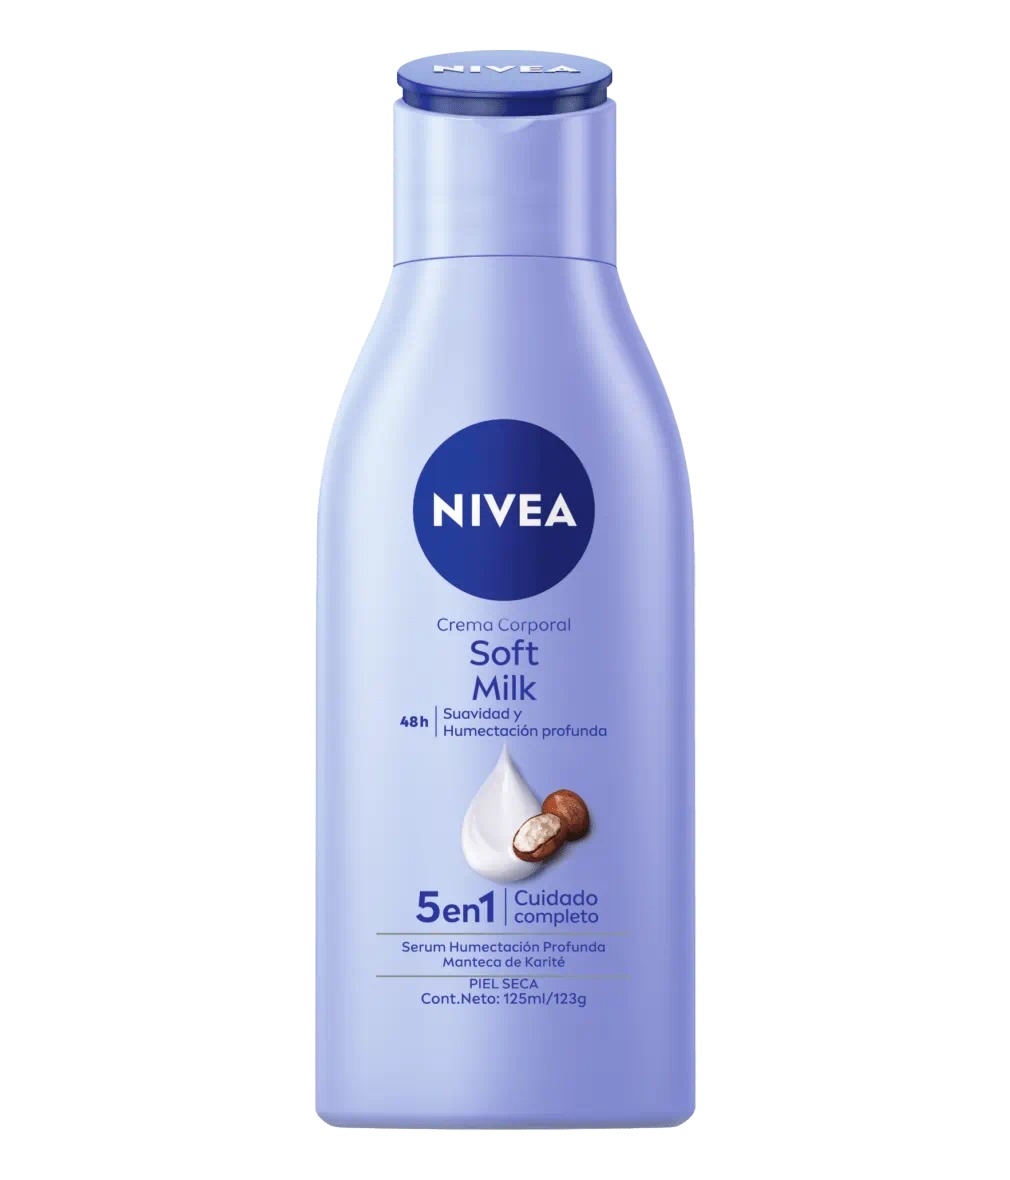 NIVEA
NIVEA
Crema Corporal
Soft
Milk
48h
Suavidad y
Humectación profunda
5en1
Cuidado
completo
Serum Humectación Profunda
Manteca de Karité
PIEL SECA
Cont.Neto: 125ml/123g